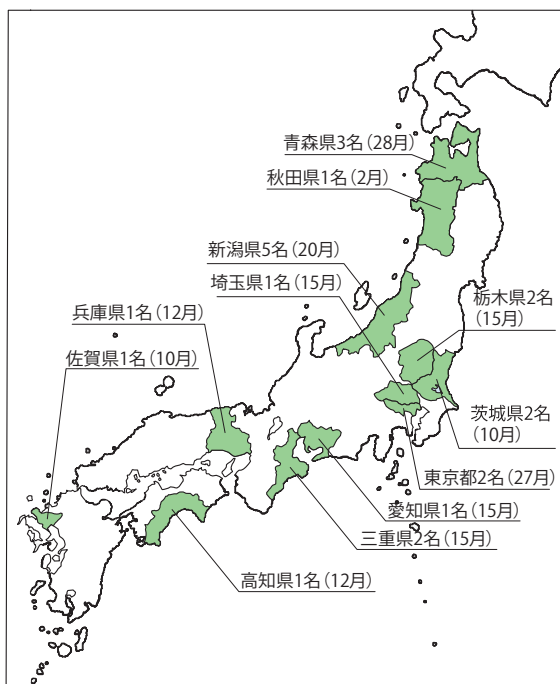 青森県3名(28月)
秋田県1名(2月)
新潟県5名(20月)
埼玉県1名(15月)
栃木県2名
(15月)
兵庫県1名(12月)
佐賀県1名(10月)
茨城県2名
(10月)
東京都2名(27月)
愛知県1名(15月)
三重県2名(15月)
高知県1名(12月)